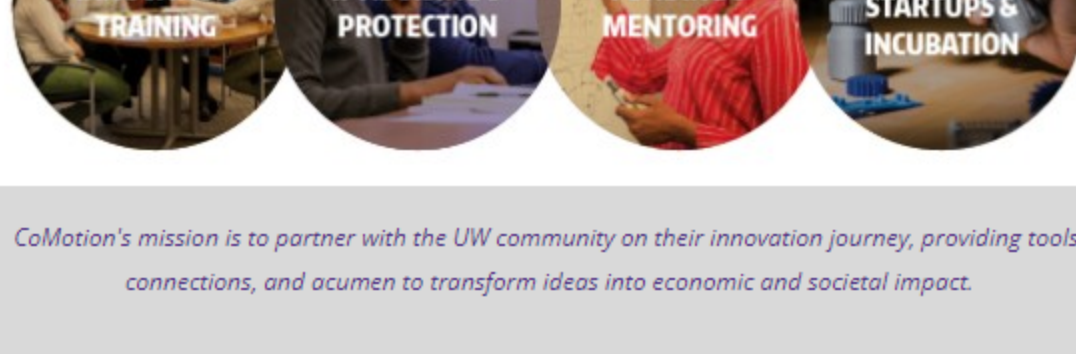 STARTUPS &
TRAINING
PROTECTION
MENTORING
INCUBATION
CoMotion's mission is to partner with the UW community on their innovation journey, providing tools
connections, and acumen to transform ideas into economic and societal impact.